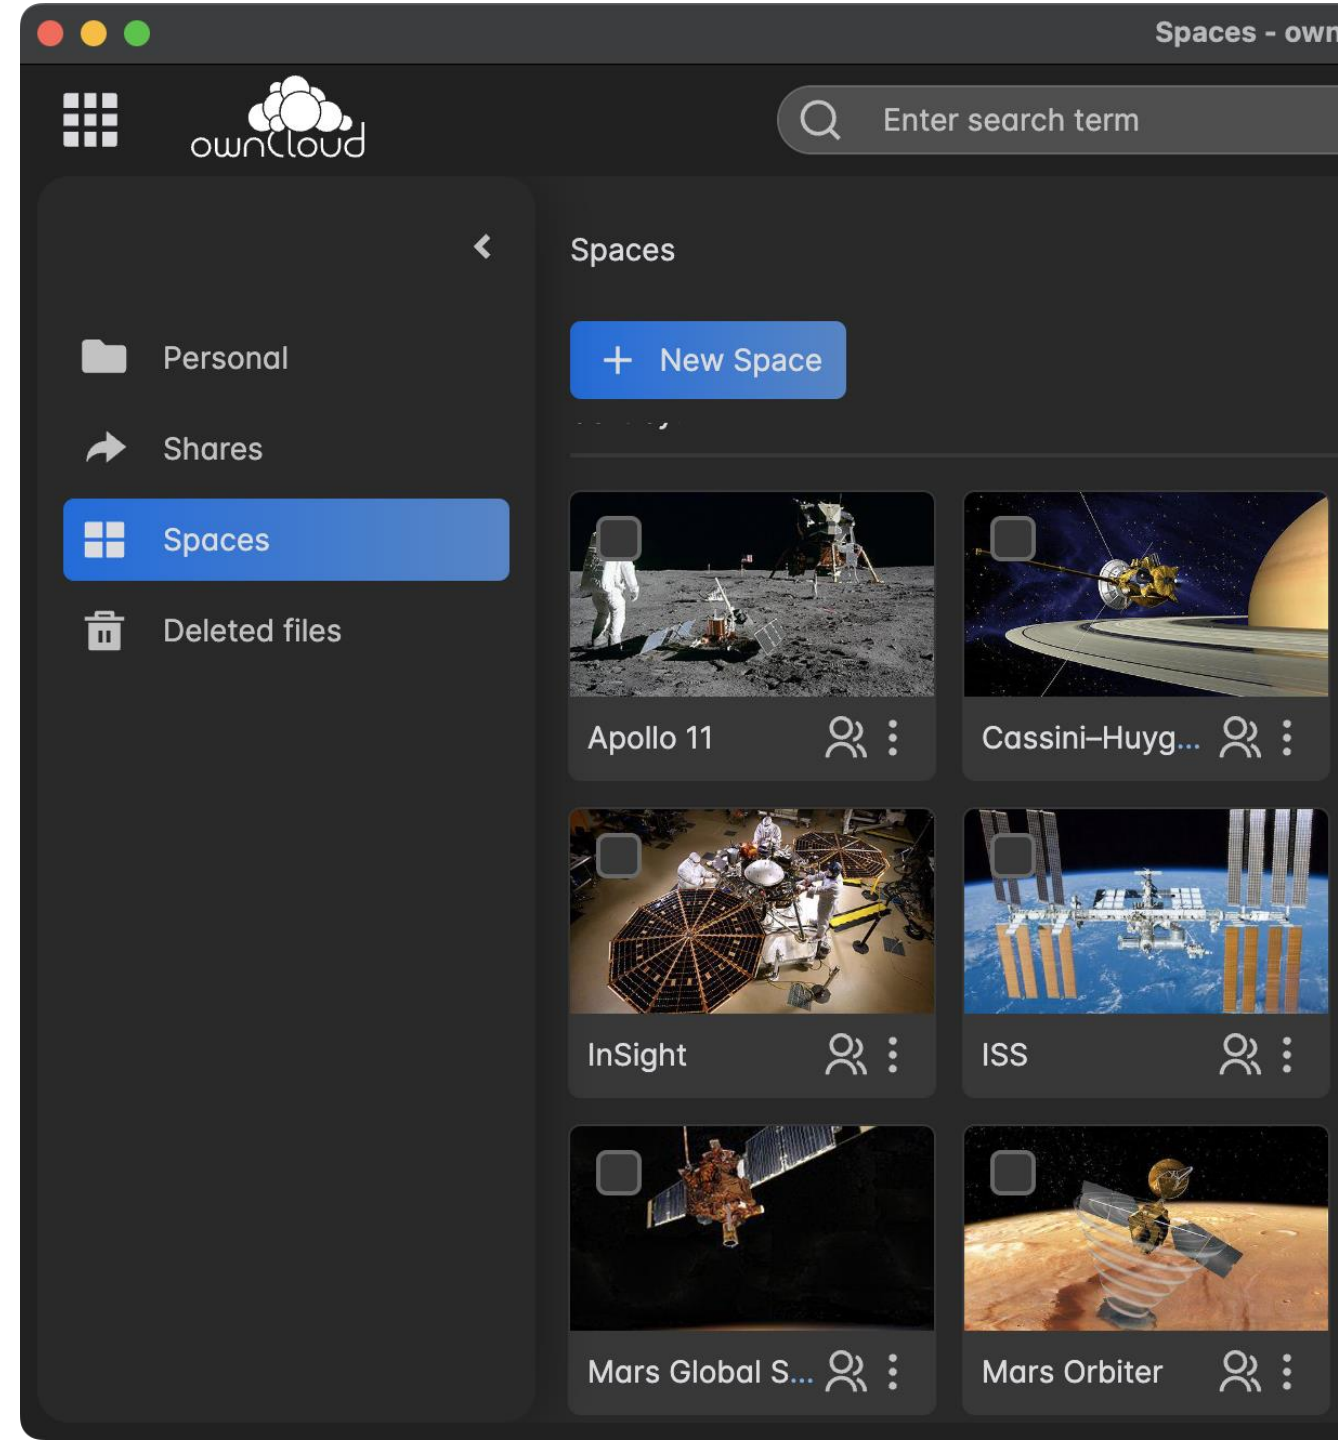 Spaces - own
ownCloud
Enter search term
Spaces
Personal
New Space
Shares
Spaces
Deleted files
Apollo 11
Cassini–Huyg...
InSight
ISS
Mars Global S...
Mars Orbiter